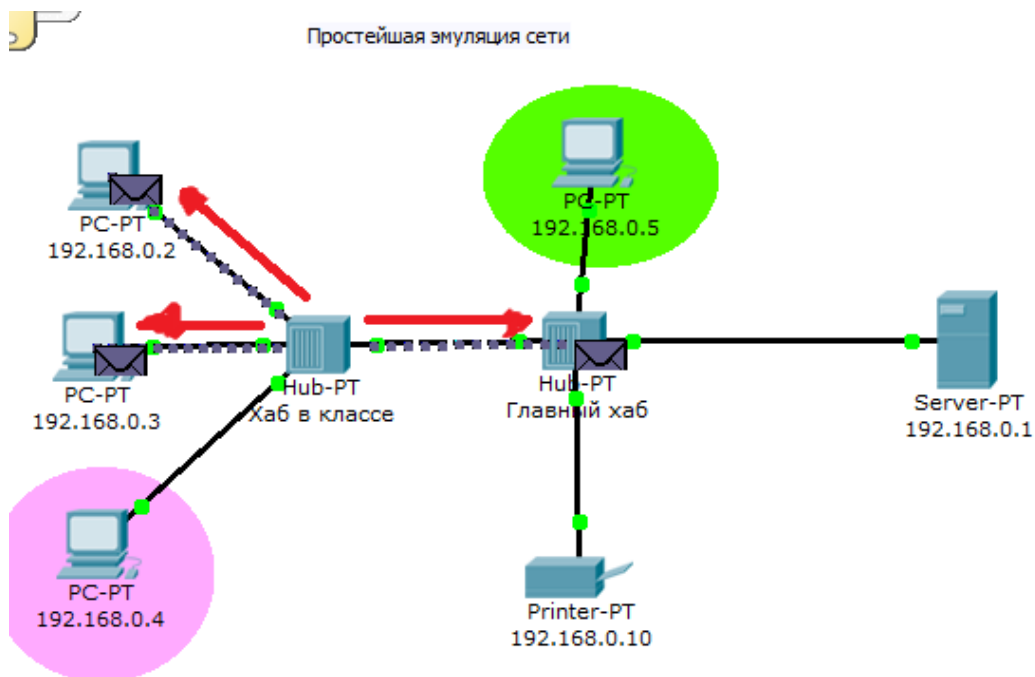 Простейшая эмуляция сети
PC-PT
192.168.0.2
PC-PT
192.168.0.5
PC-PT
192.168.0.3
Hub-PT
Хаб в классе
Hub-PT
Главный хаб
Server-PT
192.168.0.1
PC-PT
192.168.0.4
Printer-PT
192.168.0.10